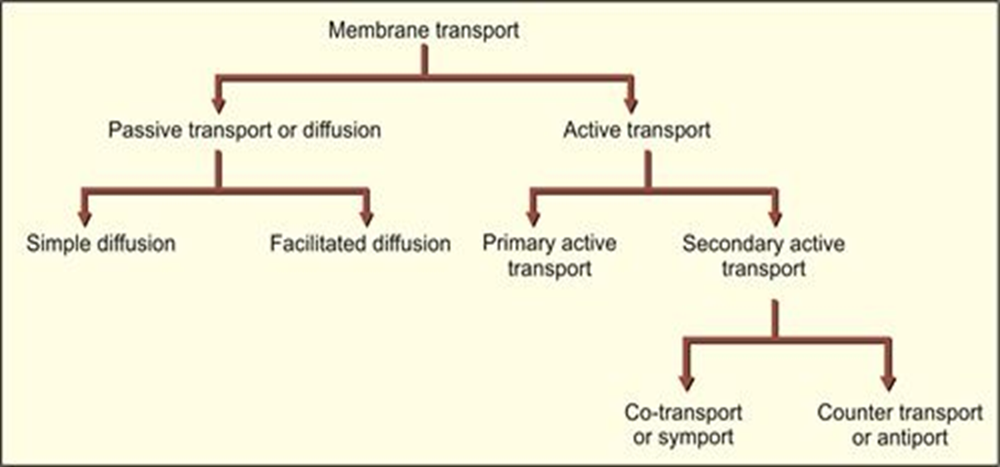 Membrane transport
Passive transport or diffusion
Active transport
Simple diffusion
Facilitated diffusion
Primary active
transport
Secondary active
transport
Co-transport
or symport
Counter transport
or antiport